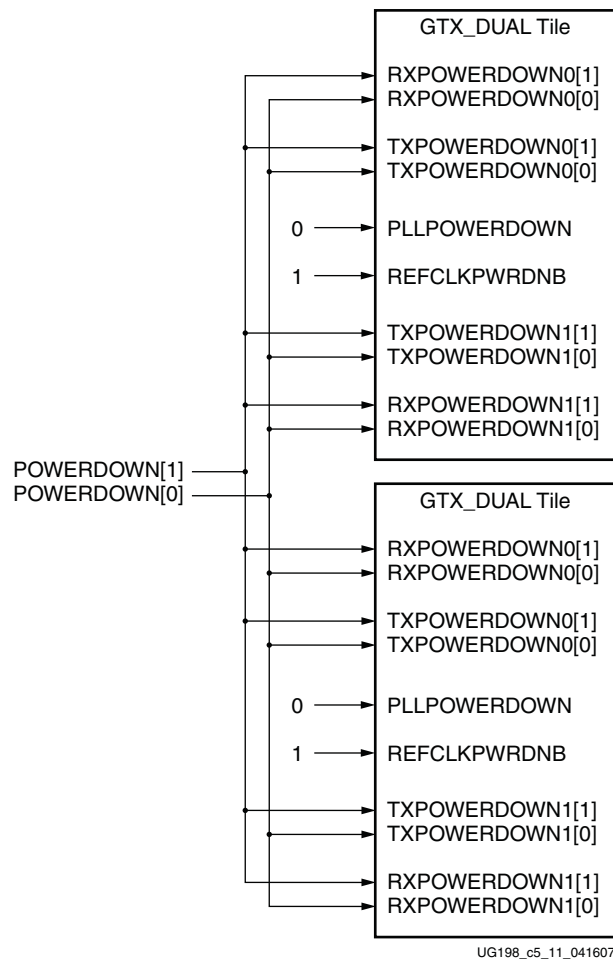 GTX_DUAL Tile
RXPOWERDOWN0[1]
RXPOWERDOWN0[0]
TXPOWERDOWN0[1]
TXPOWERDOWN0[0]
0 PLLPOWERDOWN
1 REFCLKPWRDNB
TXPOWERDOWN1[1]
TXPOWERDOWN1[0]
RXPOWERDOWN1[1]
RXPOWERDOWN1[0]
POWERDOWN[1]
POWERDOWN[0]
GTX_DUAL Tile
RXPOWERDOWN0[1]
RXPOWERDOWN0[0]
TXPOWERDOWN0[1]
TXPOWERDOWN0[0]
0 PLLPOWERDOWN
1 REFCLKPWRDNB
TXPOWERDOWN1[1]
TXPOWERDOWN1[0]
RXPOWERDOWN1[1]
RXPOWERDOWN1[0]
UG198_c5_11_041607